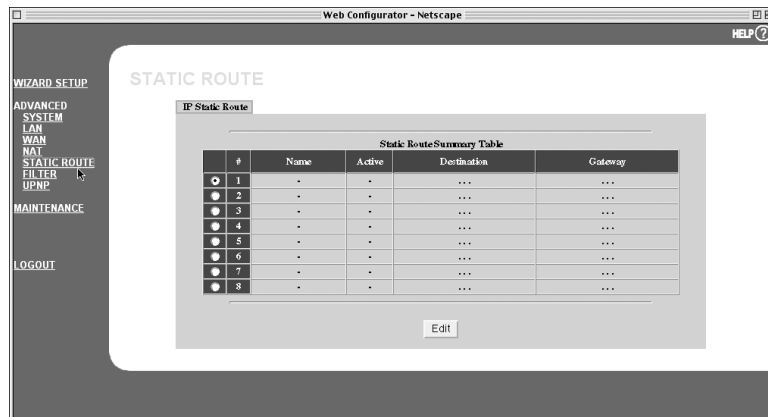 Web Configurator - Netscape
HELP ?
WIZARD SETUP
ADVANCED
SYSTEM
LAN
WAN
NAT
STATIC ROUTE
FILTER
UPNP
MAINTENANCE
LOGOUT
STATIC ROUTE
IP Static Route
Static Route Summary Table
# Name Active Destination Gateway
1 - - ... ...
2 - - ... ...
3 - - ... ...
4 - - ... ...
5 - - ... ...
6 - - ... ...
7 - - ... ...
8 - - ... ...
Edit